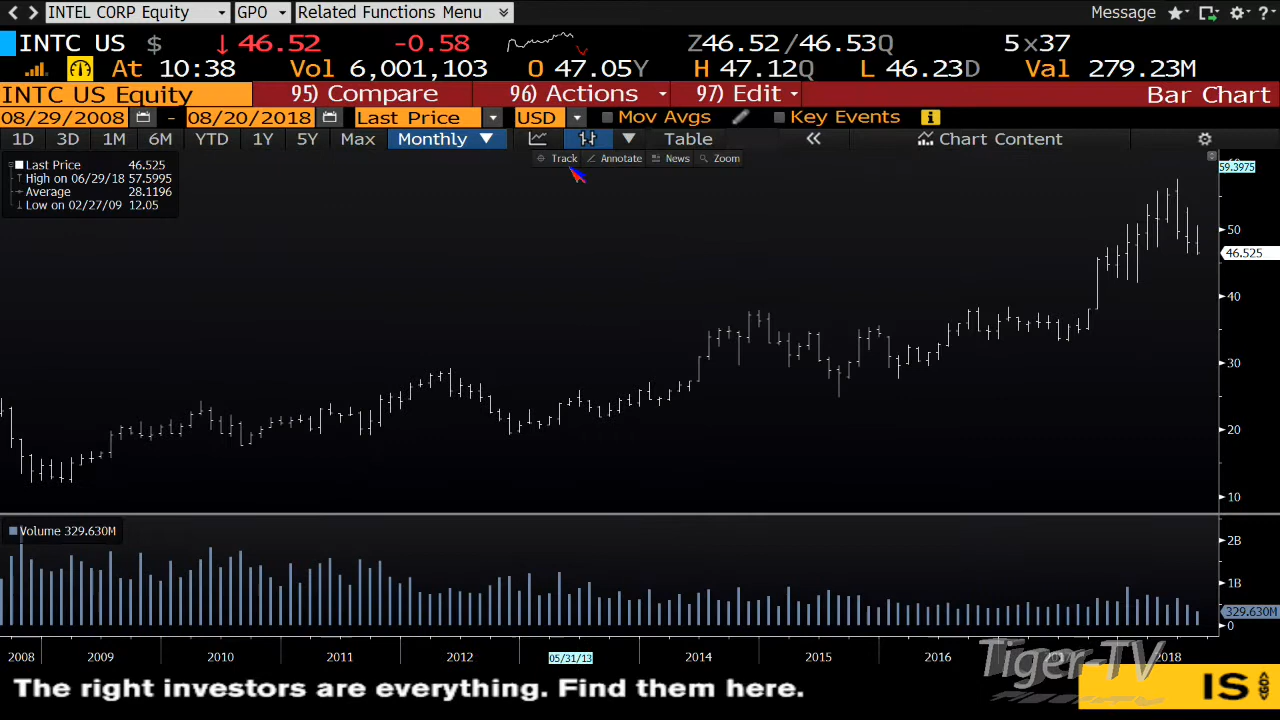 INTEL CORP Equity GPO Related Functions Menu Message
INTC US $ ↓46.52 -0.58 Z46.52/46.53Q 5x37
At 10:38 Vol 6,001,103 O 47.05Y H 47.12Q L 46.23D Val 279.23M
INTC US Equity 95) Compare 96) Actions 97) Edit Bar Chart
08/29/2008 - 08/20/2018 Last Price USD Mov Avgs Key Events
1D 3D 1M 6M YTD 1Y 5Y Max Monthly Table Chart Content
Track Annotate News Zoom
Last Price 46.525
High on 06/29/18 57.5995
Average 28.1196
Low on 02/27/09 12.05
59.3975
50
46.525
40
30
20
10
Volume 329.630M
2B
1B
329.630M
0
2008 2009 2010 2011 2012 05/31/13 2014 2015 2016 2018
Tiger-TV
The right investors are everything. Find them here.
IS